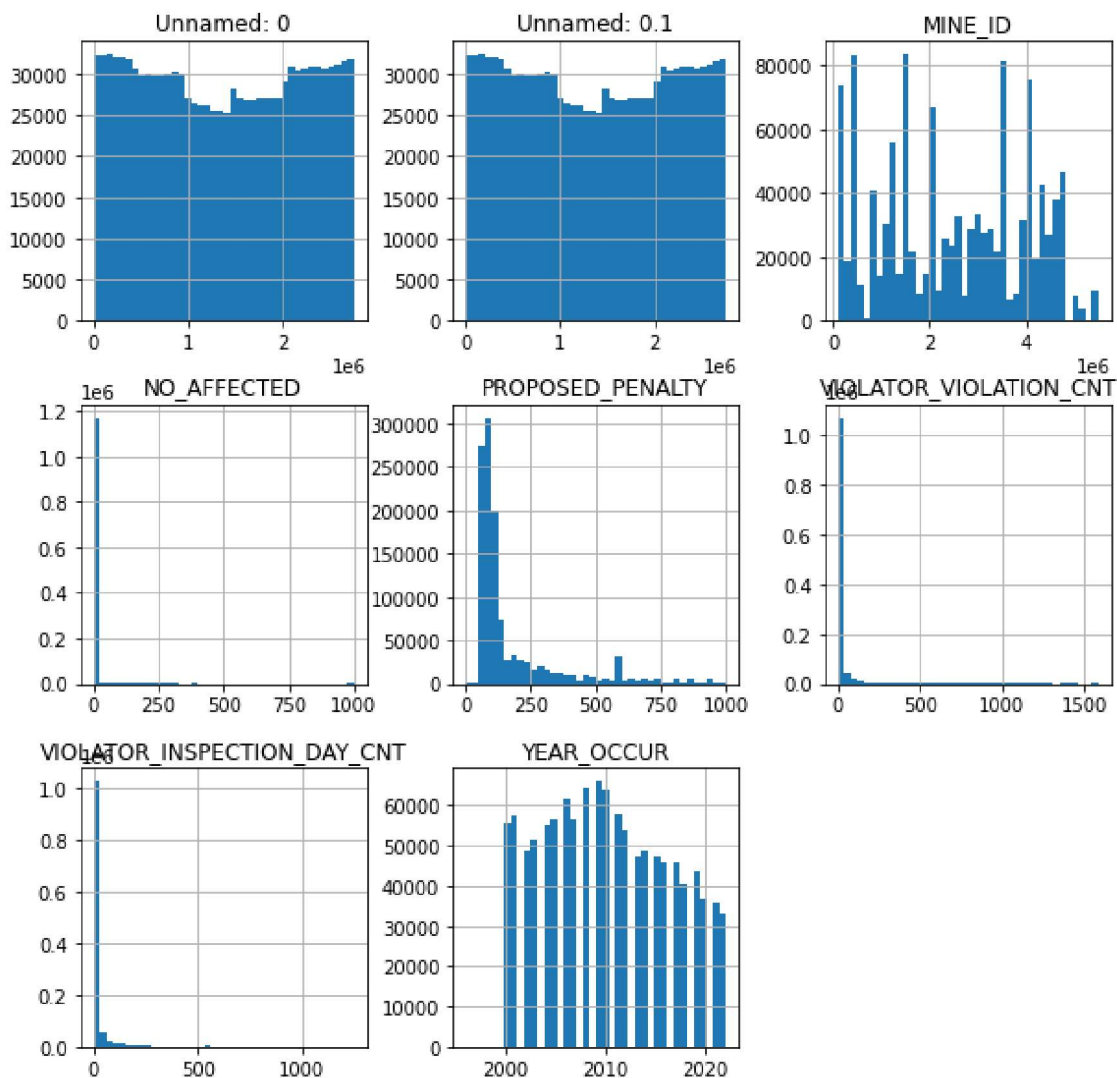 Unnamed: 0
Unnamed: 0.1
MINE_ID
30000
25000
20000
15000
10000
5000
0
0 1 2
1e6
30000
25000
20000
15000
10000
5000
0
0 1 2
1e6
80000
60000
40000
20000
0
0 2 4
1e6
NO_AFFECTED
PROPOSED_PENALTY
VIOLATOR_VIOLATION_CNT
1e6
1.2
1.0
0.8
0.6
0.4
0.2
0.0
0 250 500 750 1000
300000
250000
200000
150000
100000
50000
0
0 250 500 750 1000
1e6
1.0
0.8
0.6
0.4
0.2
0.0
0 500 1000 1500
VIOLATOR_INSPECTION_DAY_CNT
YEAR_OCCUR
1e6
1.0
0.8
0.6
0.4
0.2
0.0
0 500 1000
60000
50000
40000
30000
20000
10000
0
2000 2010 2020